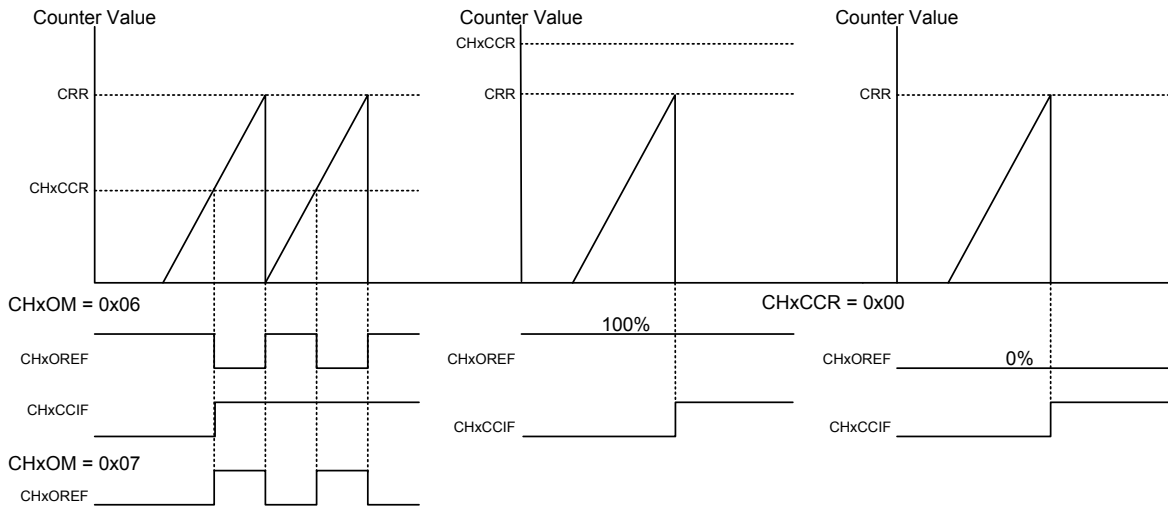 Counter Value
CRR
CHxCCR
CHxOM = 0x06
CHxOREF
CHxCCIF
CHxOM = 0x07
CHxOREF
Counter Value
CHxCCR
CRR
100%
CHxOREF
CHxCCIF
Counter Value
CRR
CHxCCR = 0x00
CHxOREF
0%
CHxCCIF